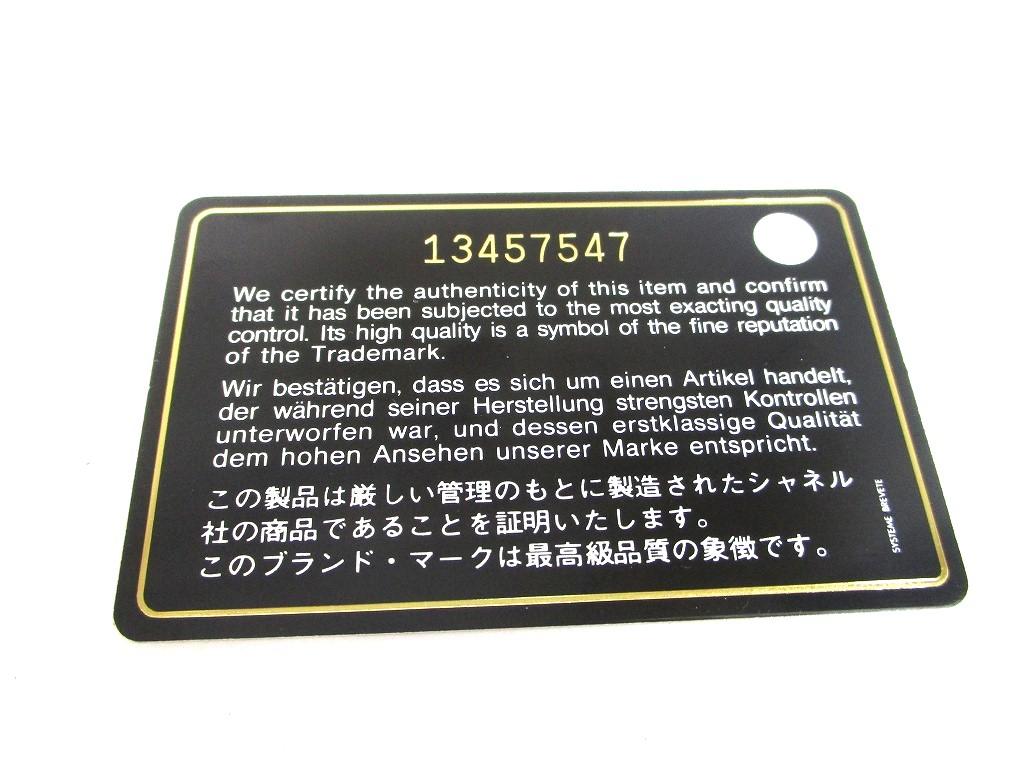 13457547
We certify the authenticity of this item and confirm
that it has been subjected to the most exacting quality
control. Its high quality is a symbol of the fine reputation
of the Trademark.
Wir bestätigen, dass es sich um einen Artikel handelt,
der während seiner Herstellung strengsten Kontrollen
unterworfen war, und dessen erstklassige Qualität
dem hohen Ansehen unserer Marke entspricht.
この製品は厳しい管理のもとに製造されたシャネル
社の商品であることを証明いたします。
このブランド・マークは最高級品質の象徴です。
SYSTEME BREVETE